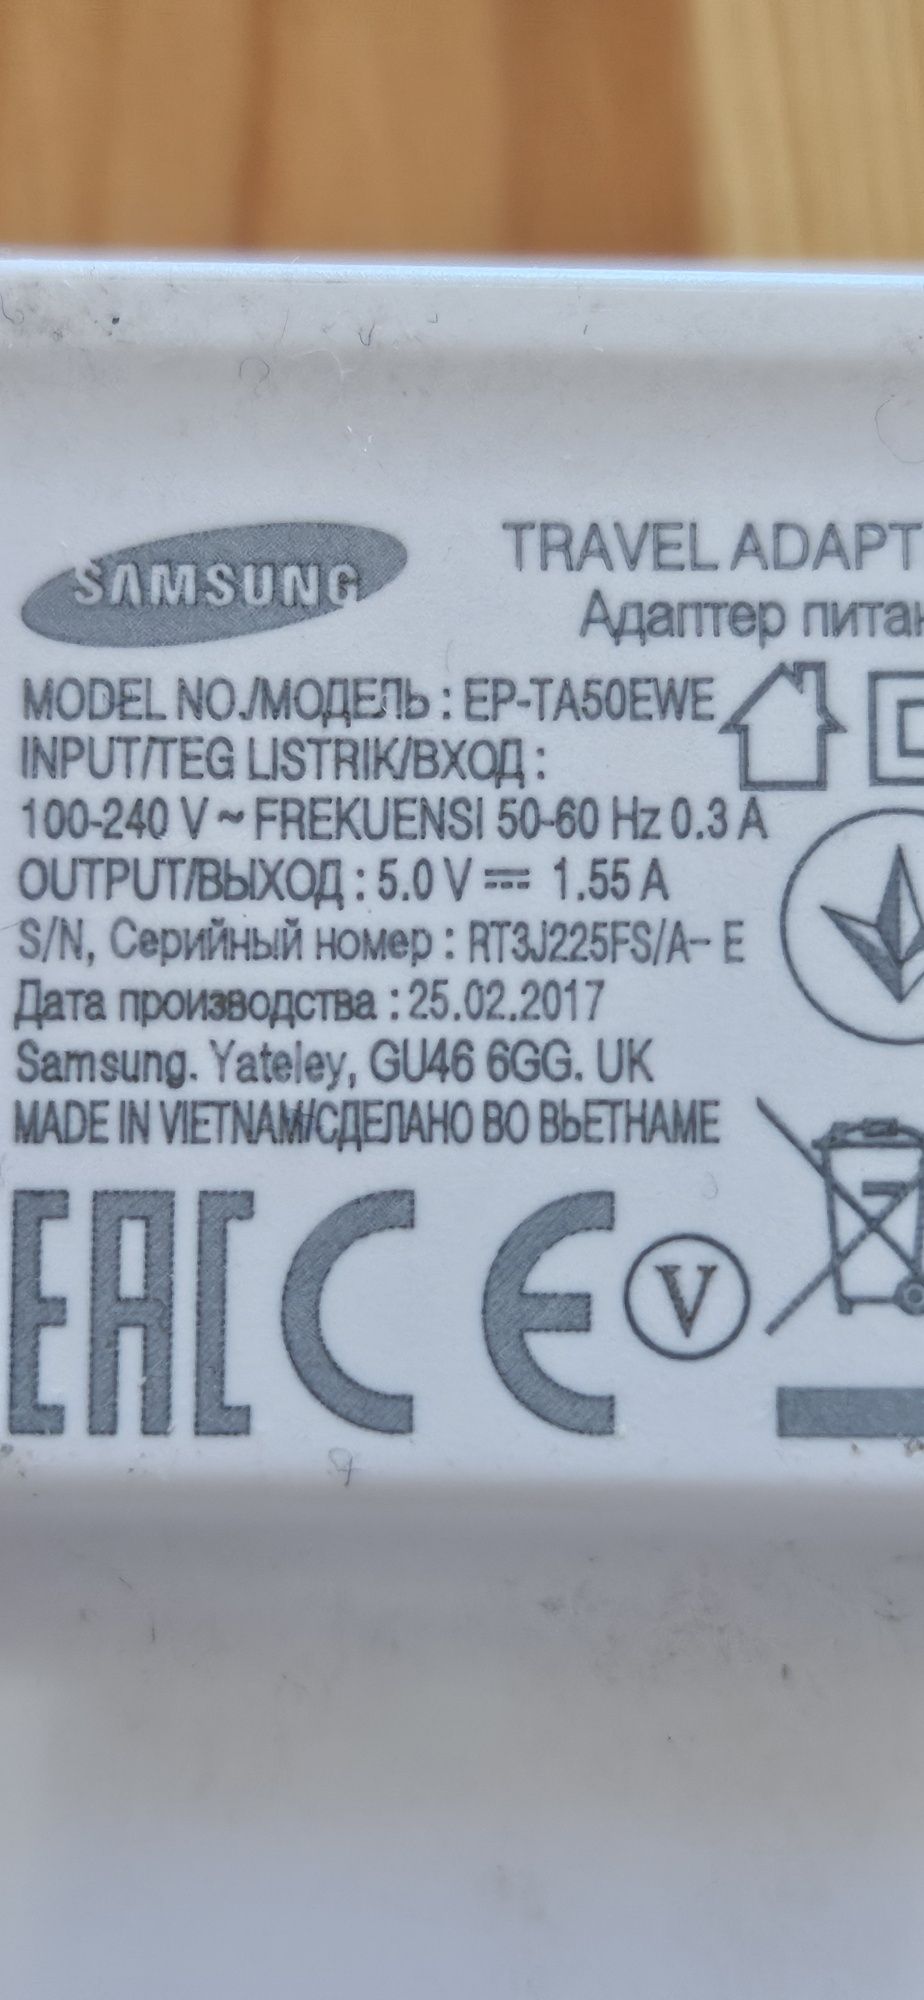 SAMSUNG
TRAVEL ADAPT
Адаптер питан
MODEL NO./МОДЕЛЬ : EP-TA50EWE
INPUT/TEG LISTRIK/ВХОД :
100-240 V ~ FREKUENSI 50-60 Hz 0.3 A
OUTPUT/ВЫХОД : 5.0 V ⎓ 1.55 A
S/N, Серийный номер : RT3J225FS/A- E
Дата производства : 25.02.2017
Samsung. Yateley, GU46 6GG. UK
MADE IN VIETNAM/СДЕЛАНО ВО ВЬЕТНАМЕ
EAC CE V